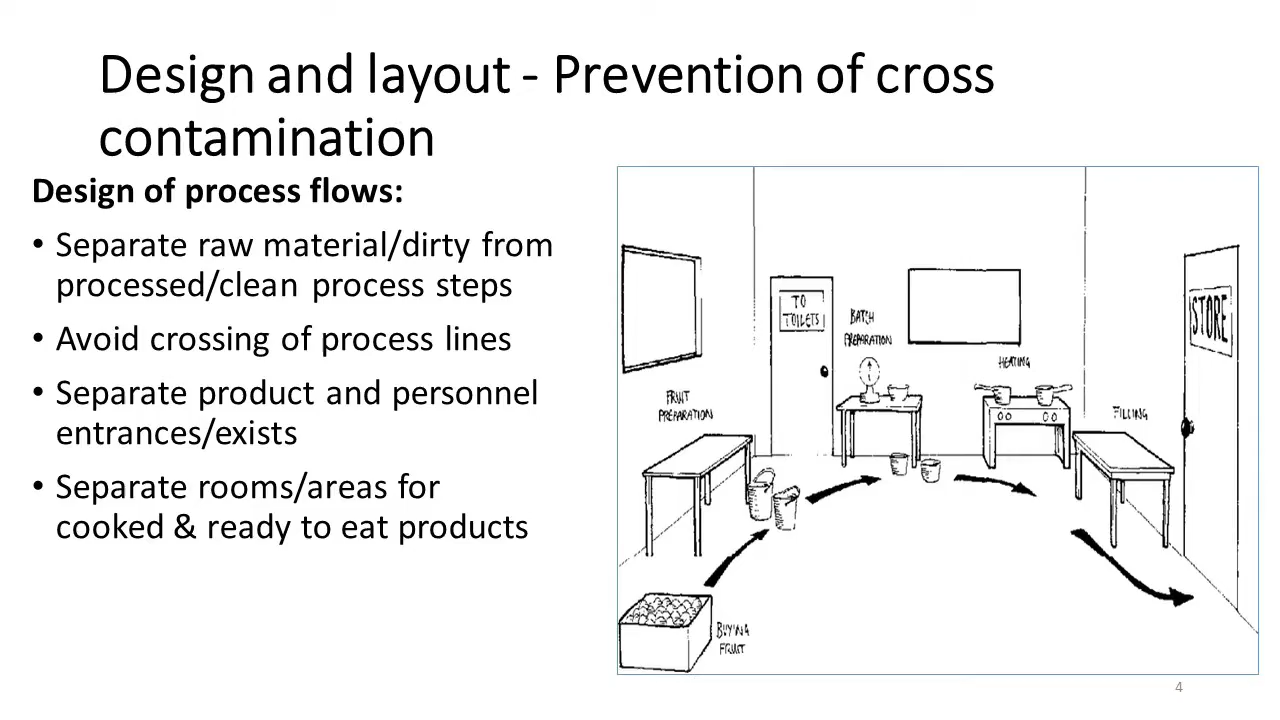 Design and layout - Prevention of cross
contamination
Design of process flows:
• Separate raw material/dirty from
processed/clean process steps
• Avoid crossing of process lines
• Separate product and personnel
entrances/exists
• Separate rooms/areas for
cooked & ready to eat products
TO
TOILETS
BATCH
PREPARATION
HEATING
STORE
FRUIT
PREPARATION
FILLING
BUYING
FRUIT
4